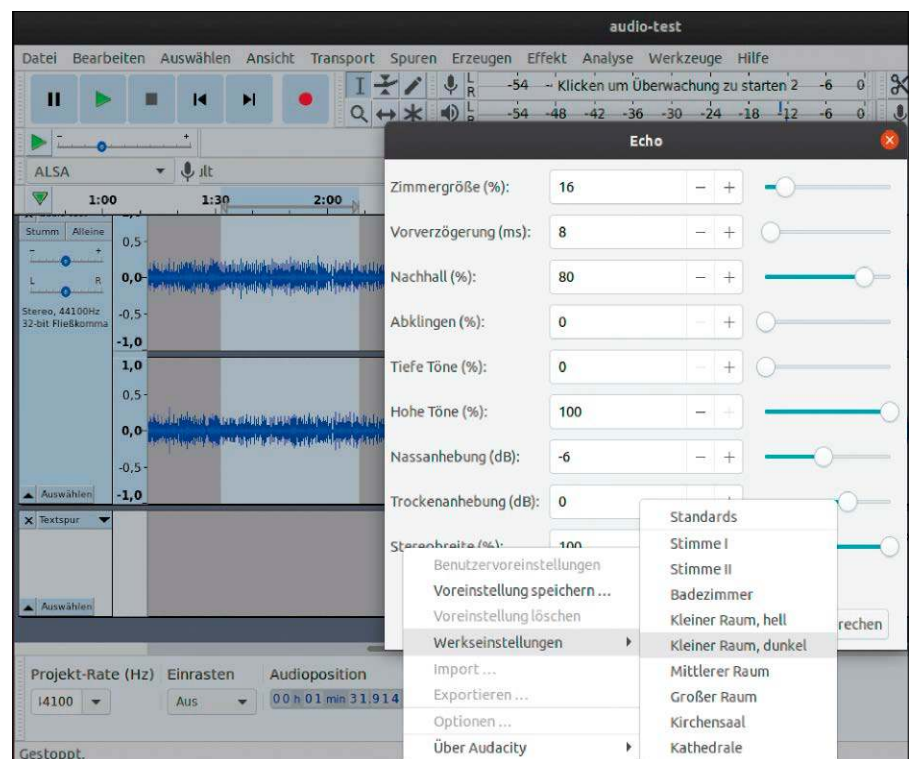 audio-test
Datei Bearbeiten Auswählen Ansicht Transport Spuren Erzeugen Effekt Analyse Werkzeuge Hilfe
L
R
-54 -- Klicken um Überwachung zu starten 2 -6 0
-54 -48 -42 -36 -30 -24 -18 -12 -6 0
Echo
ALSA
1:00 1:30 2:00
Zimmergröße (%): 16 - +
Vorverzögerung (ms): 8 - +
Nachhall (%): 80 - +
Abklingen (%): 0 - +
Tiefe Töne (%): 0 - +
Hohe Töne (%): 100 - +
Nassanhebung (dB): -6 - +
Trockenanhebung (dB): 0
Stereobreite (%): 100
Stumm Alleine
- +
L R
Stereo, 44100Hz
32-bit Fließkomma
0,5
0,0
-0,5
-1,0
1,0
0,5
0,0
-0,5
-1,0
Auswählen
X Textspur
Auswählen
Benutzervoreinstellungen
Voreinstellung speichern ...
Voreinstellung löschen
Werkseinstellungen
Import ...
Exportieren ...
Optionen ...
Über Audacity
Standards
Stimme I
Stimme II
Badezimmer
Kleiner Raum, hell
Kleiner Raum, dunkel
Mittlerer Raum
Großer Raum
Kirchensaal
Kathedrale
rechen
Projekt-Rate (Hz) Einrasten Audioposition
44100 Aus 00 h 01 min 31,914
Gestoppt.